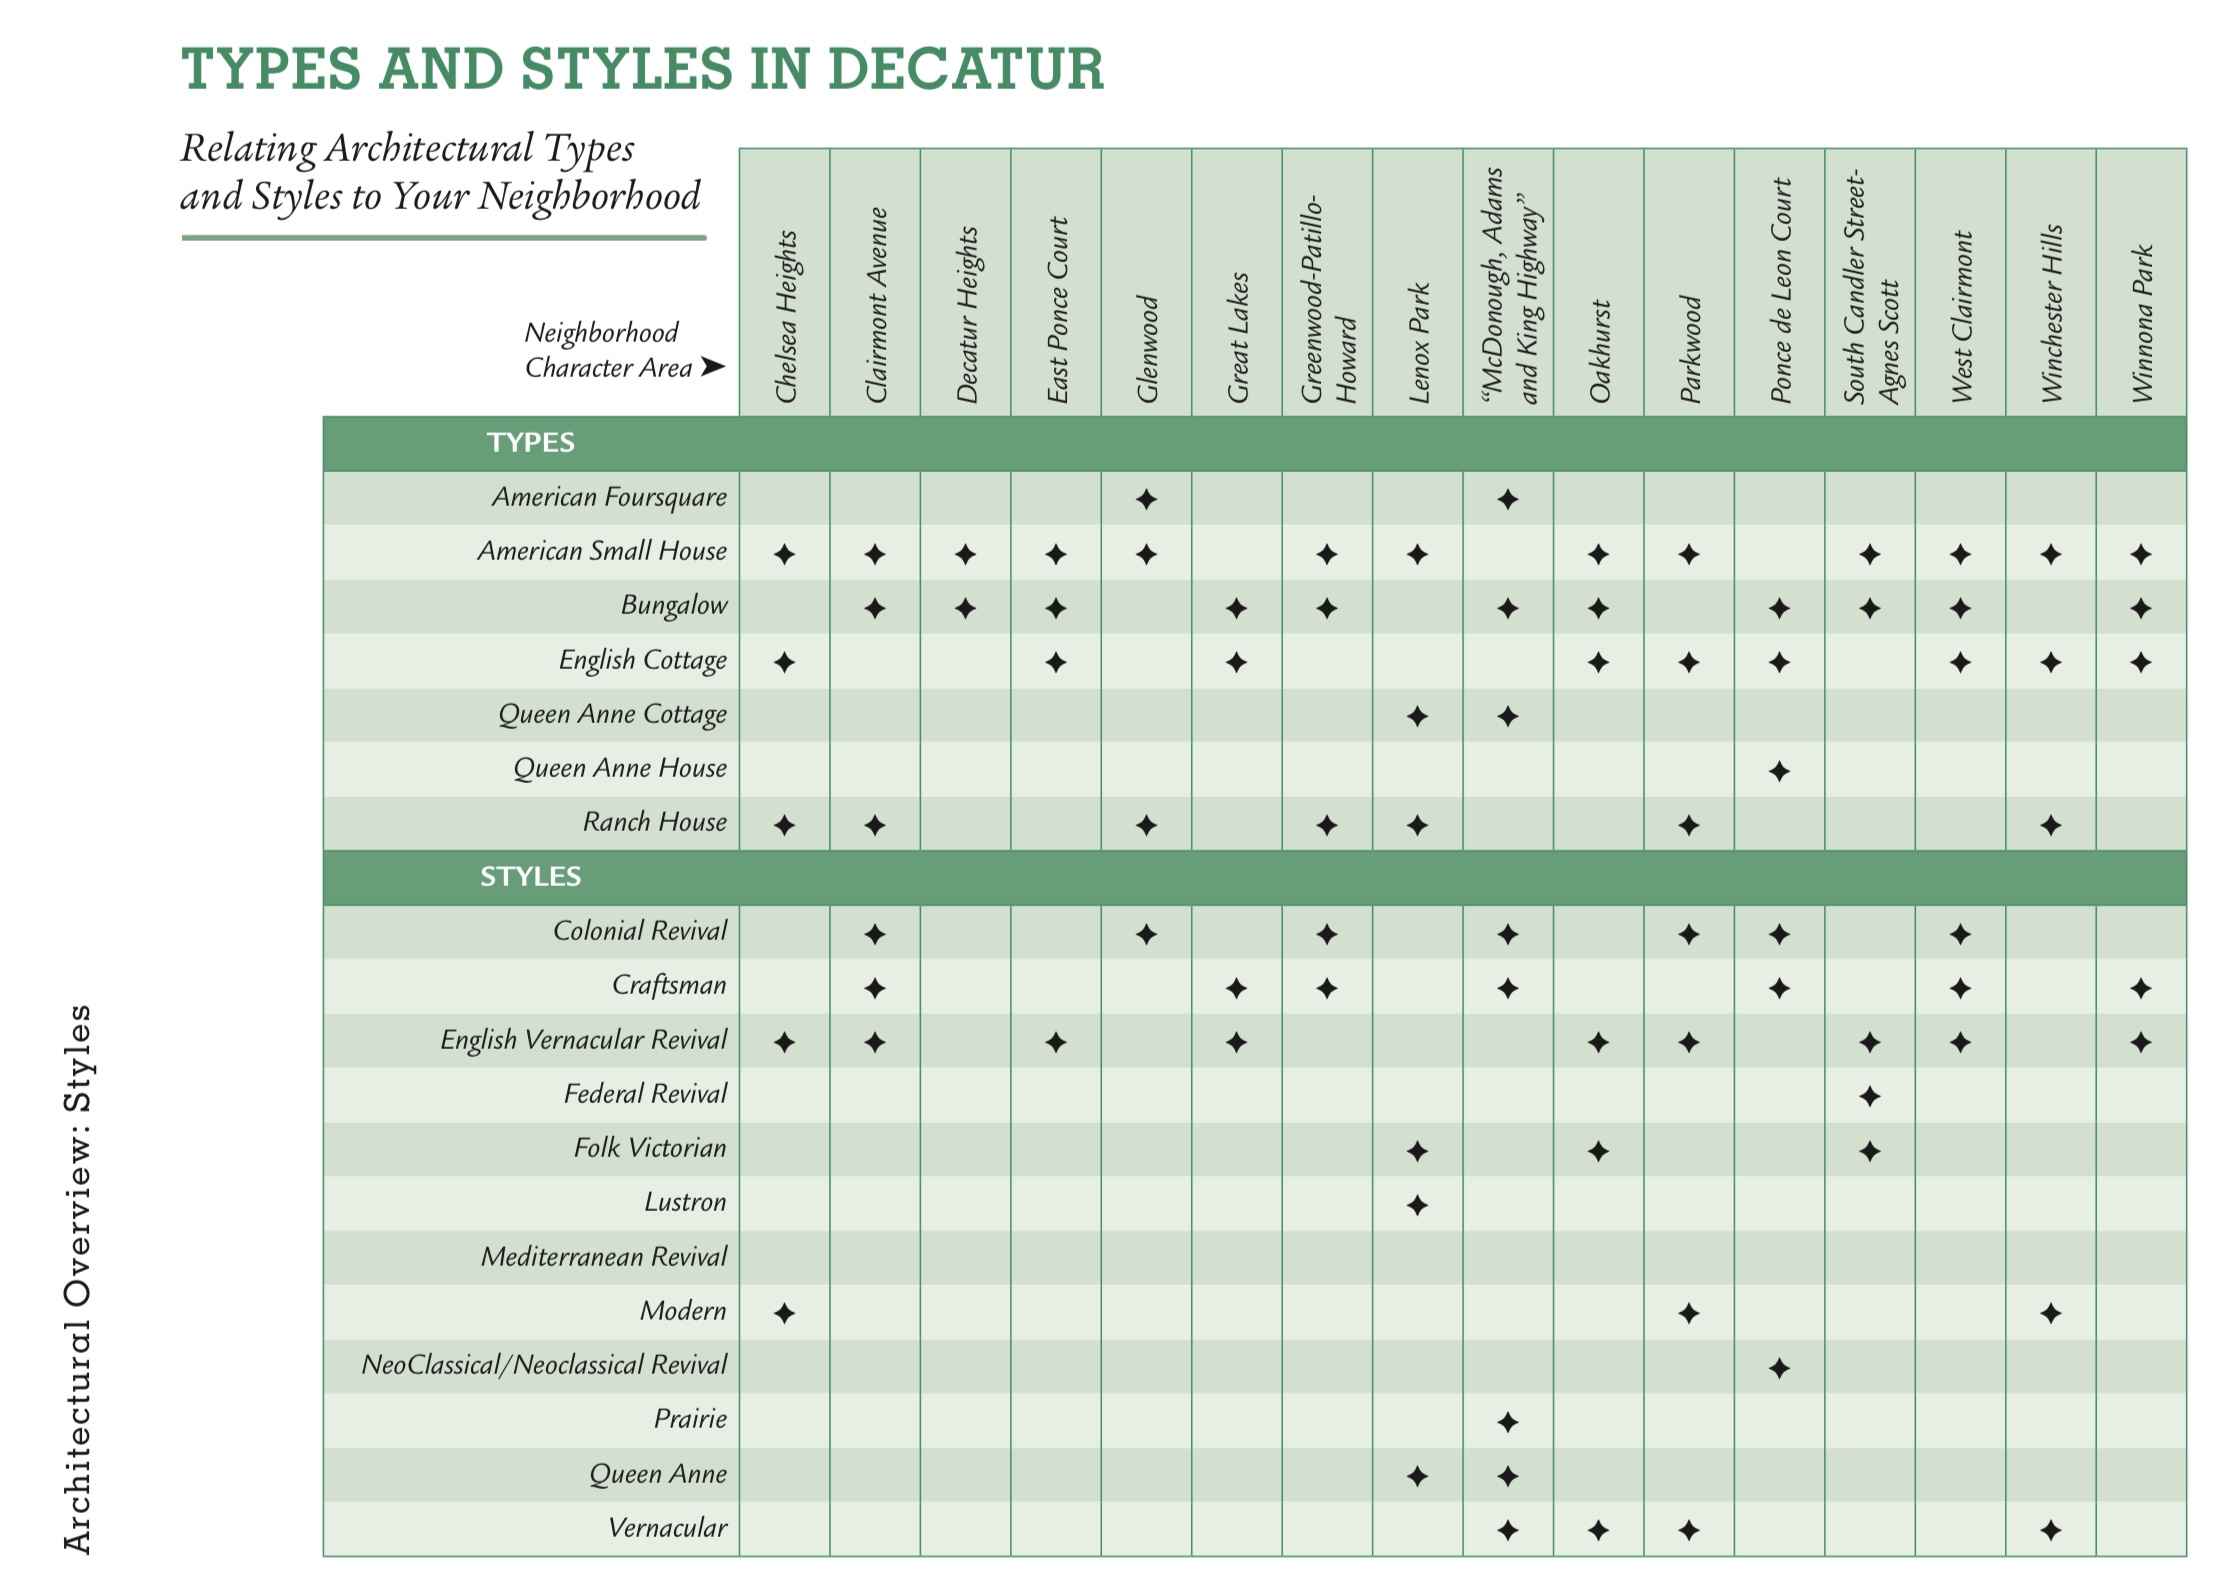 TYPES AND STYLES IN DECATUR
Relating Architectural Types
and Styles to Your Neighborhood
Neighborhood
Character Area
Chelsea Heights
Clairmont Avenue
Decatur Heights
East Ponce Court
Glenwood
Great Lakes
Greenwood-Patillo-
Howard
Lenox Park
“McDonough, Adams
and King Highway”
Oakhurst
Parkwood
Ponce de Leon Court
South Candler Street-
Agnes Scott
West Clairmont
Winchester Hills
Winnona Park
TYPES
American Foursquare
American Small House
Bungalow
English Cottage
Queen Anne Cottage
Queen Anne House
Ranch House
STYLES
Colonial Revival
Craftsman
English Vernacular Revival
Federal Revival
Folk Victorian
Lustron
Mediterranean Revival
Modern
NeoClassical/Neoclassical Revival
Prairie
Queen Anne
Vernacular
Architectural Overview: Styles